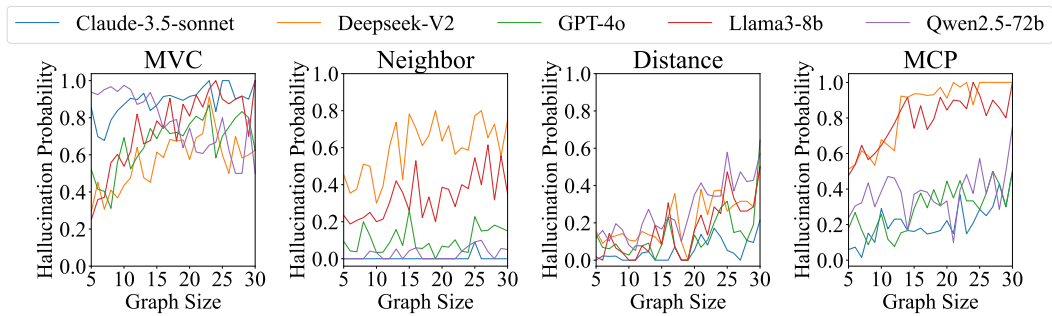 Claude-3.5-sonnet Deepseek-V2 GPT-4o Llama3-8b Qwen2.5-72b
MVC Neighbor Distance MCP
Hallucination Probability
1.0
0.8
0.6
0.4
0.2
0.0
5 10 15 20 25 30
Graph Size
Hallucination Probability
1.0
0.8
0.6
0.4
0.2
0.0
5 10 15 20 25 30
Graph Size
Hallucination Probability
1.0
0.8
0.6
0.4
0.2
0.0
5 10 15 20 25 30
Graph Size
Hallucination Probability
1.0
0.8
0.6
0.4
0.2
0.0
5 10 15 20 25 30
Graph Size